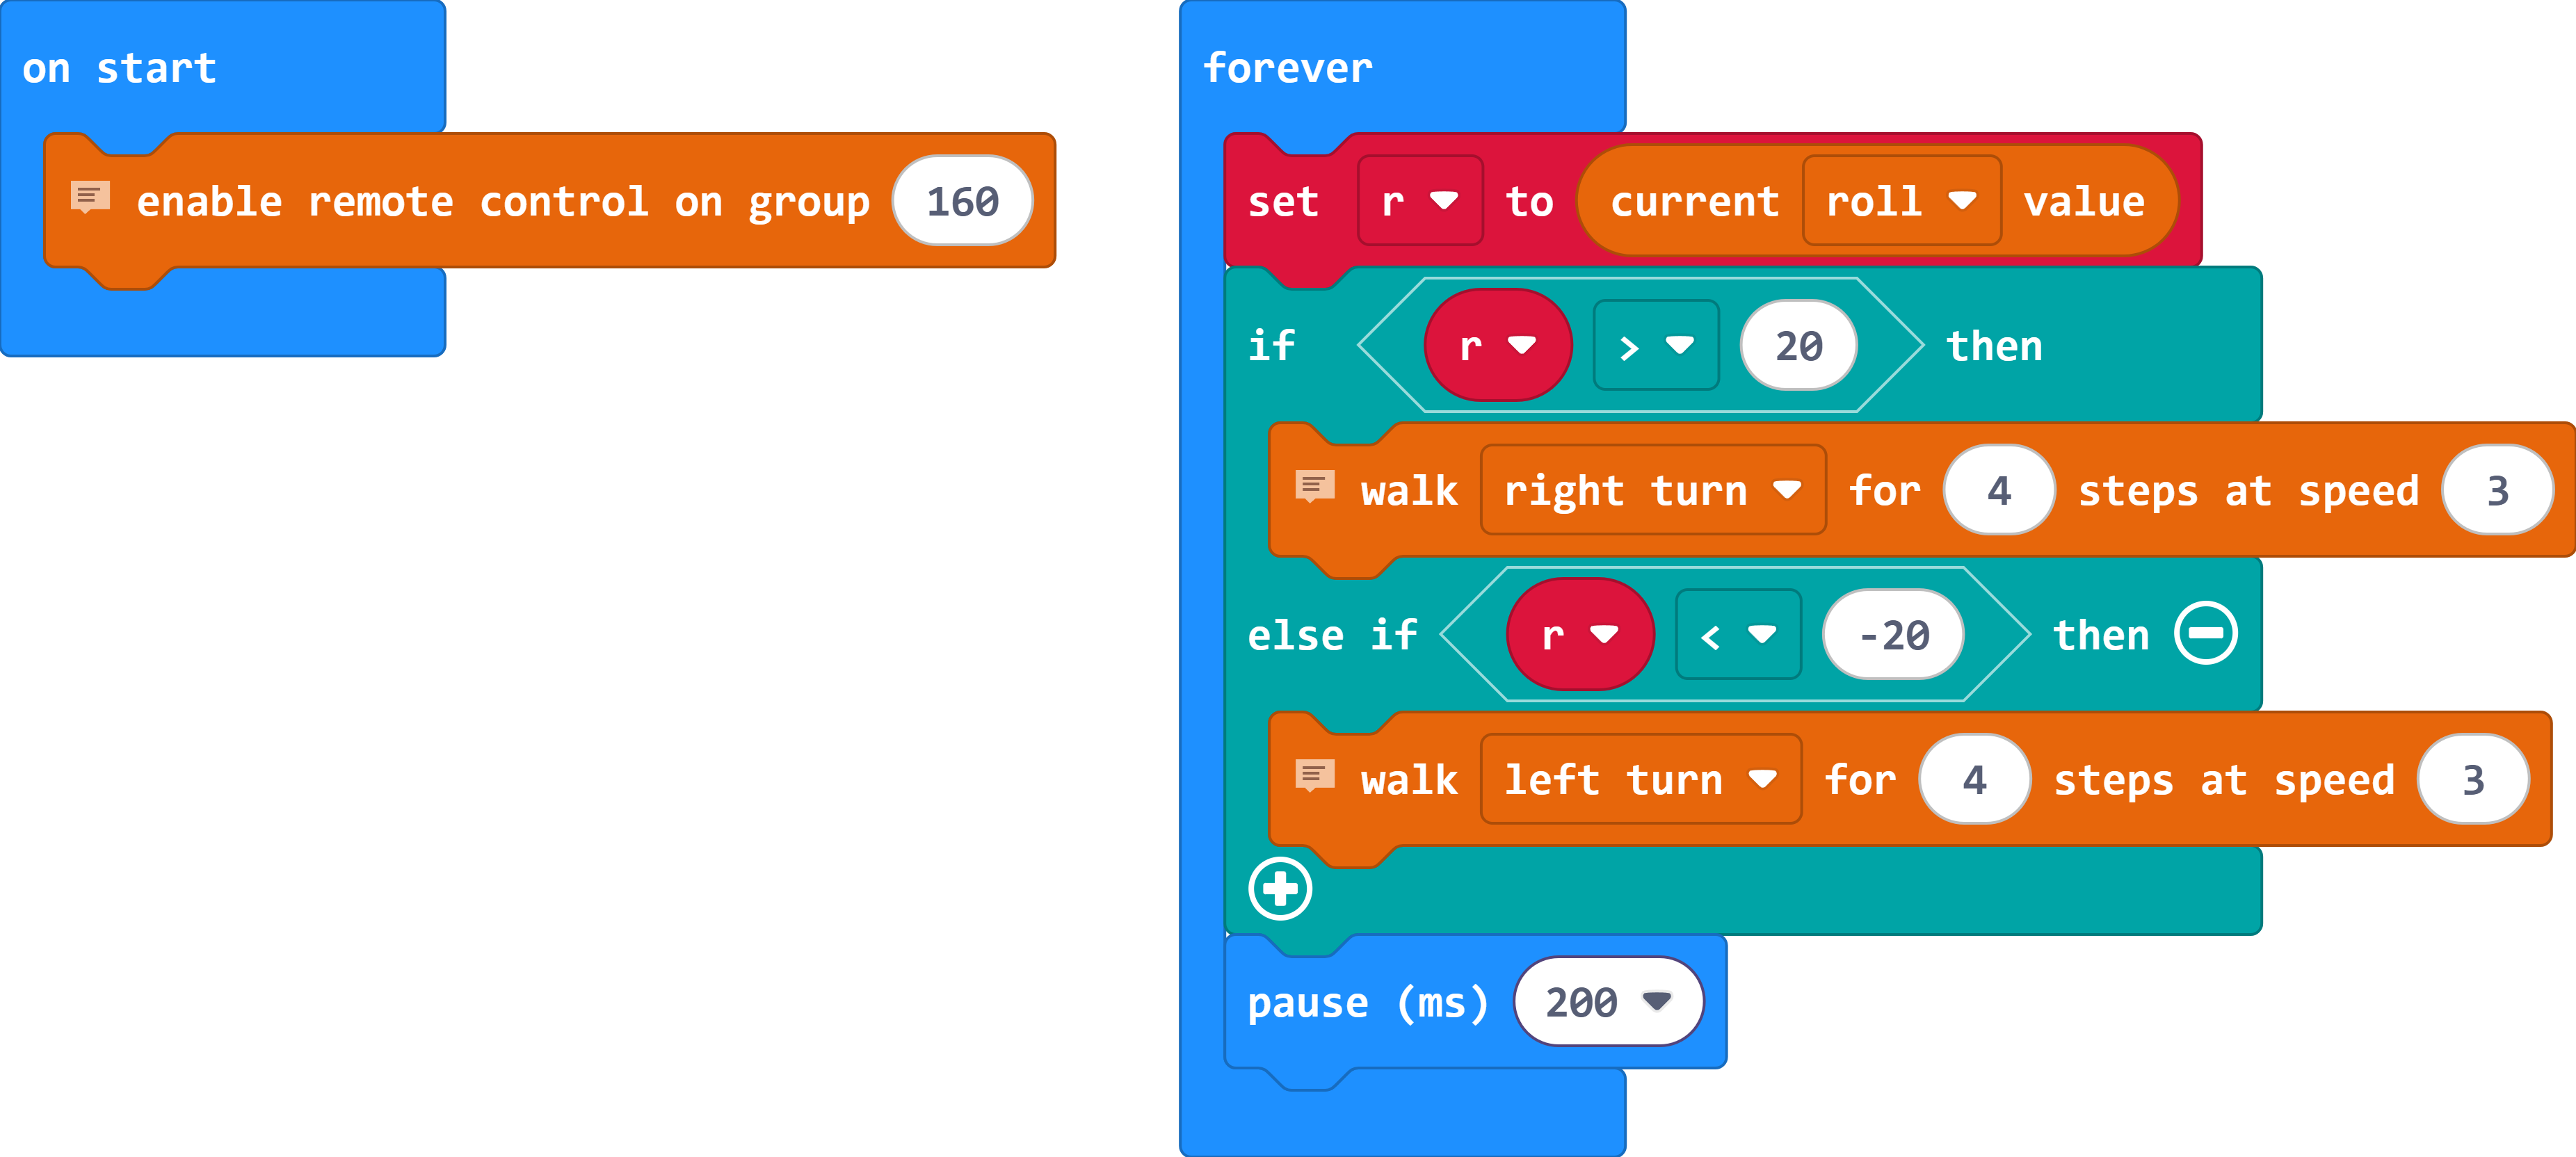 on start
enable remote control on group 160
forever
set r to current roll value
if r > 20 then
walk right turn for 4 steps at speed 3
else if r < -20 then
walk left turn for 4 steps at speed 3
pause (ms) 200